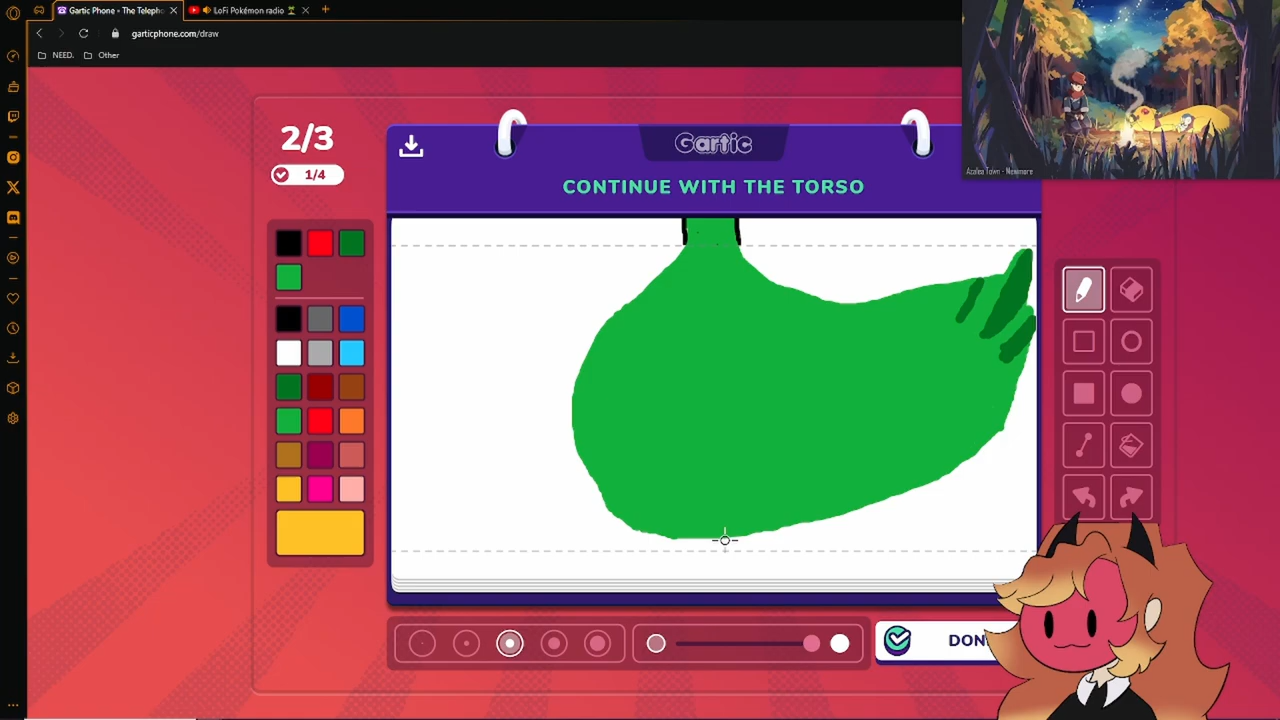 Gartic Phone - The Teleph
LoFi Pokémon radio
garticphone.com/draw
NEED.
Other
Azalea Town - Newmore
2/3
1/4
Gartic
CONTINUE WITH THE TORSO
DON